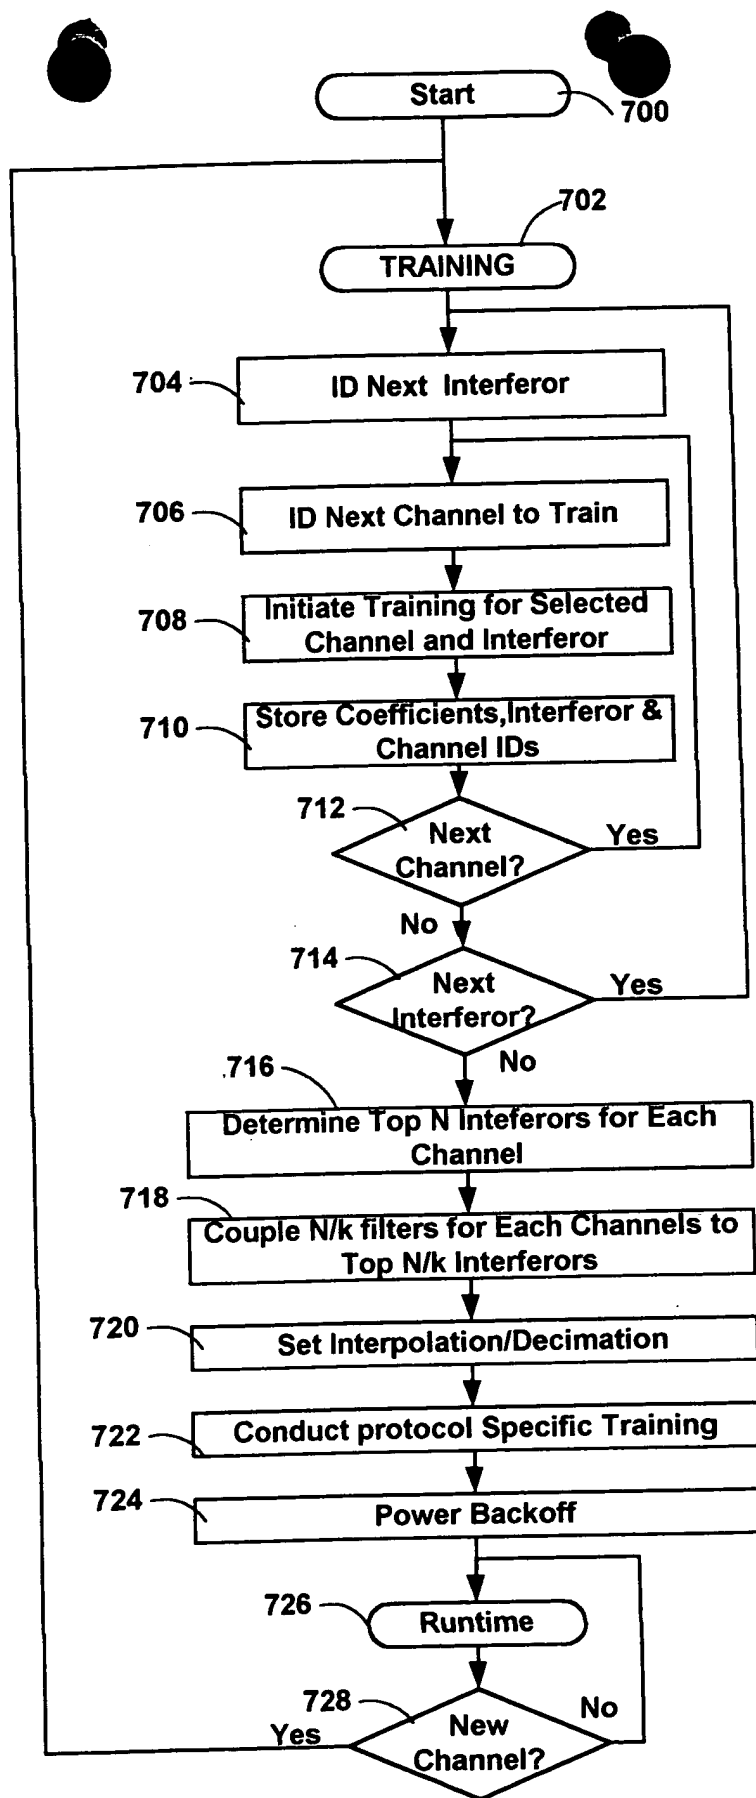 Start
700
702
TRAINING
704
ID Next Interferor
706
ID Next Channel to Train
708
Initiate Training for Selected
Channel and Interferor
710
Store Coefficients,Interferor &
Channel IDs
712
Next
Channel?
Yes
No
714
Next
Interferor?
Yes
No
716
Determine Top N Inteferors for Each
Channel
718
Couple N/k filters for Each Channels to
Top N/k Interferors
720
Set Interpolation/Decimation
722
Conduct protocol Specific Training
724
Power Backoff
726
Runtime
728
New
Channel?
No
Yes